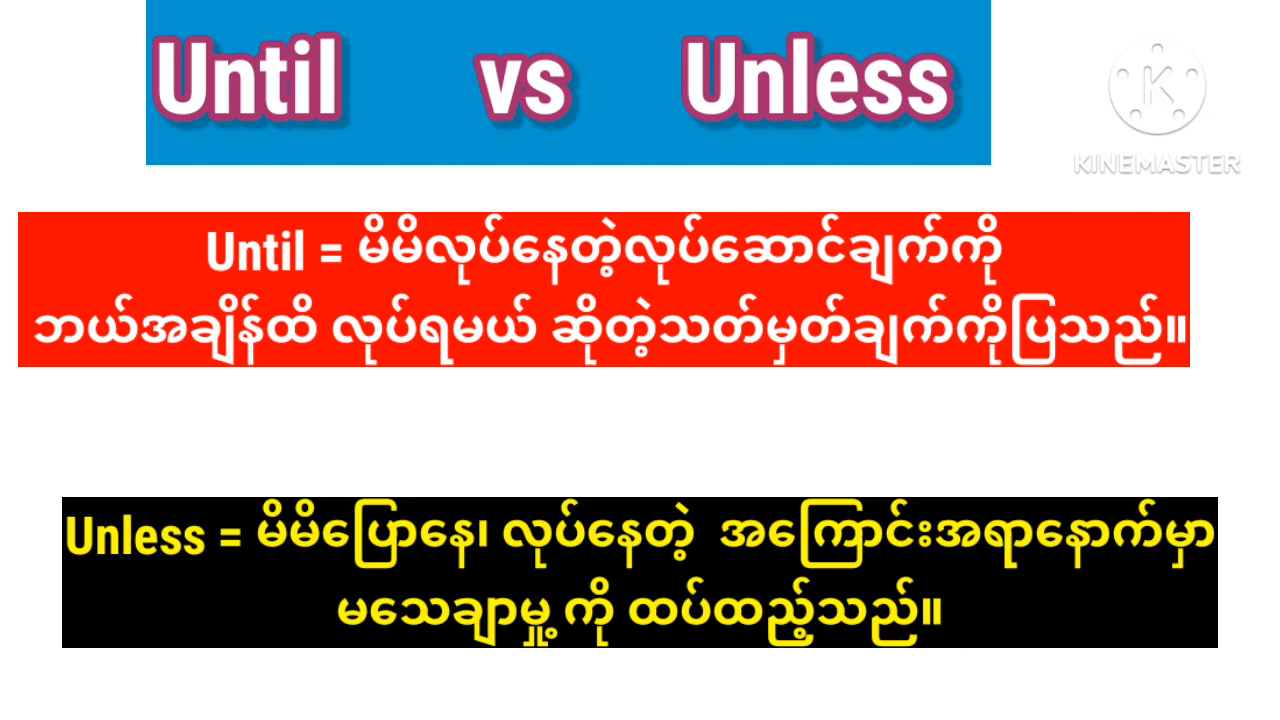 Until vs Unless
KINEMASTER
Until = မိမိလုပ်နေတဲ့လုပ်ဆောင်ချက်ကို
ဘယ်အချိန်ထိ လုပ်ရမယ် ဆိုတဲ့သတ်မှတ်ချက်ကိုပြသည်။
Unless = မိမိပြောနေ၊ လုပ်နေတဲ့ အကြောင်းအရာနောက်မှာ
မသေချာမှု့ ကို ထပ်ထည့်သည်။